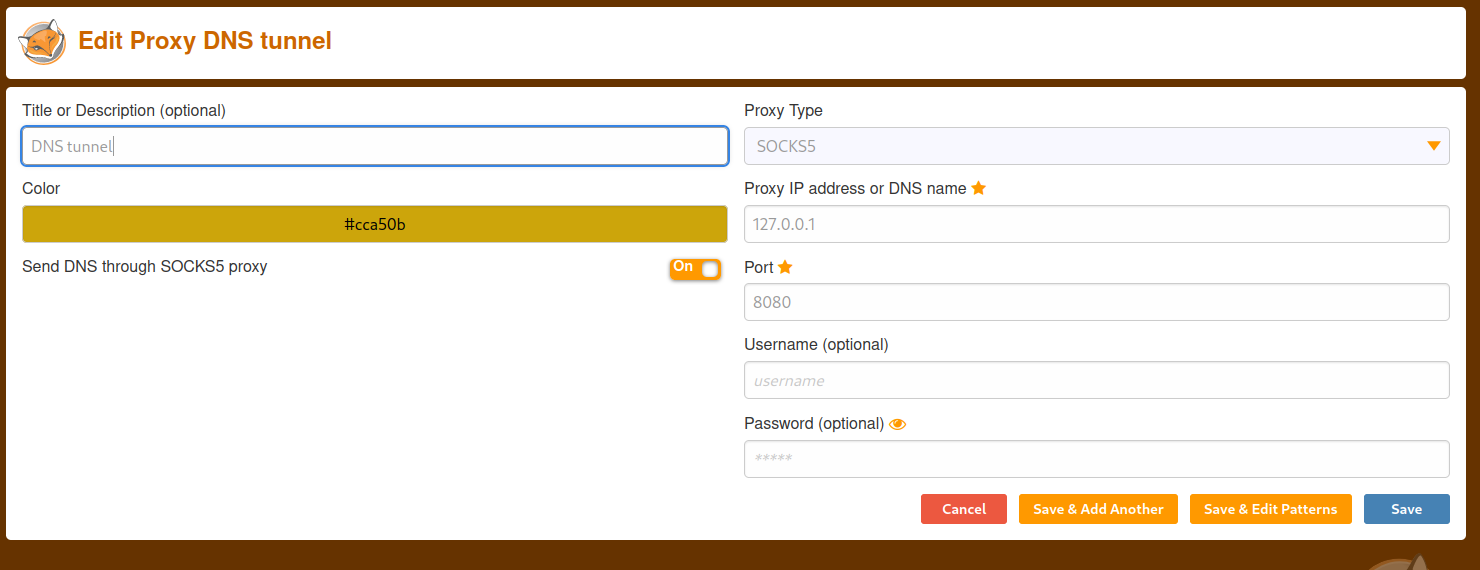 Edit Proxy DNS tunnel
Title or Description (optional)
DNS tunnel
Color
#cca50b
Send DNS through SOCKS5 proxy
On
Proxy Type
SOCKS5
Proxy IP address or DNS name
127.0.0.1
Port
8080
Username (optional)
username
Password (optional)
*****
Cancel
Save & Add Another
Save & Edit Patterns
Save